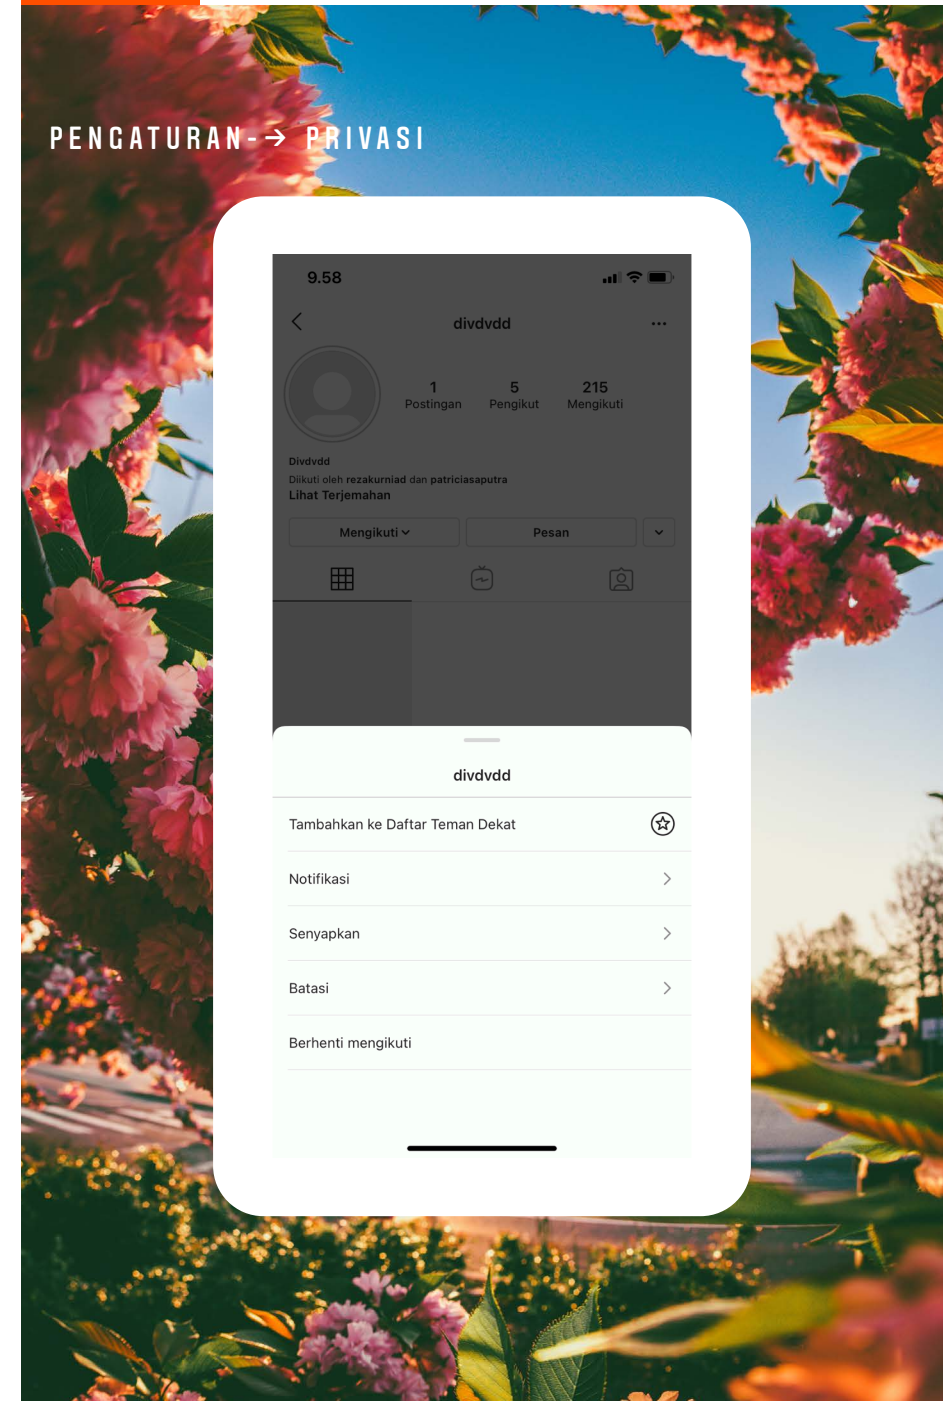 PENGATURAN-→ PRIVASI
9.58
divdvdd
1 5 215
Postingan Pengikut Mengikuti
Divdvdd
Diikuti oleh rezakurniad dan patriciasaputra
Lihat Terjemahan
Mengikuti Pesan
divdvdd
Tambahkan ke Daftar Teman Dekat
Notifikasi
Senyapkan
Batasi
Berhenti mengikuti